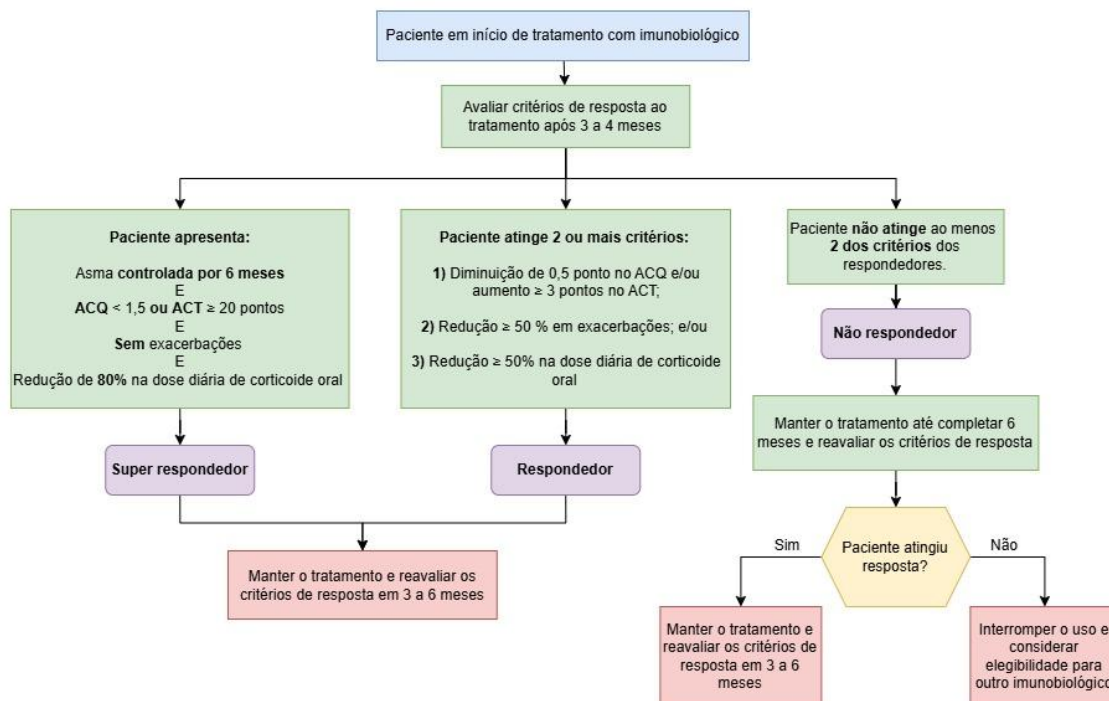 Paciente em início de tratamento com imunobiológico
Avaliar critérios de resposta ao
tratamento após 3 a 4 meses
Paciente apresenta:
Asma controlada por 6 meses
E
ACQ < 1,5 ou ACT ≥ 20 pontos
E
Sem exacerbações
E
Redução de 80% na dose diária de corticoide oral
Super respondedor
Paciente atinge 2 ou mais critérios:
1) Diminuição de 0,5 ponto no ACQ e/ou
aumento ≥ 3 pontos no ACT;
2) Redução ≥ 50 % em exacerbações; e/ou
3) Redução ≥ 50% na dose diária de corticoide
oral
Respondedor
Manter o tratamento e reavaliar os
critérios de resposta em 3 a 6 meses
Paciente não atinge ao menos
2 dos critérios dos
respondedores.
Não respondedor
Manter o tratamento até completar 6
meses e reavaliar os critérios de resposta
Paciente atingiu
resposta?
Sim
Não
Manter o tratamento e
reavaliar os critérios de
resposta em 3 a 6
meses
Interromper o uso e
considerar
elegibilidade para
outro imunobiológico